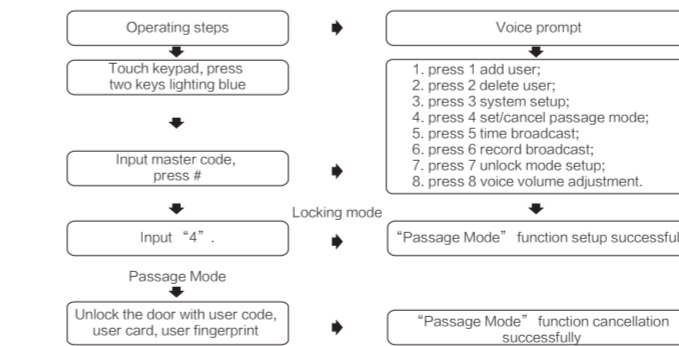 Operating steps
Voice prompt
Touch keypad, press
two keys lighting blue
1. press 1 add user;
2. press 2 delete user;
3. press 3 system setup;
4. press 4 set/cancel passage mode;
5. press 5 time broadcast;
6. press 6 record broadcast;
7. press 7 unlock mode setup;
8. press 8 voice volume adjustment.
Input master code,
press #
Locking mode
Input “4”.
“Passage Mode” function setup successful
Passage Mode
Unlock the door with user code,
user card, user fingerprint
“Passage Mode” function cancellation
successfully